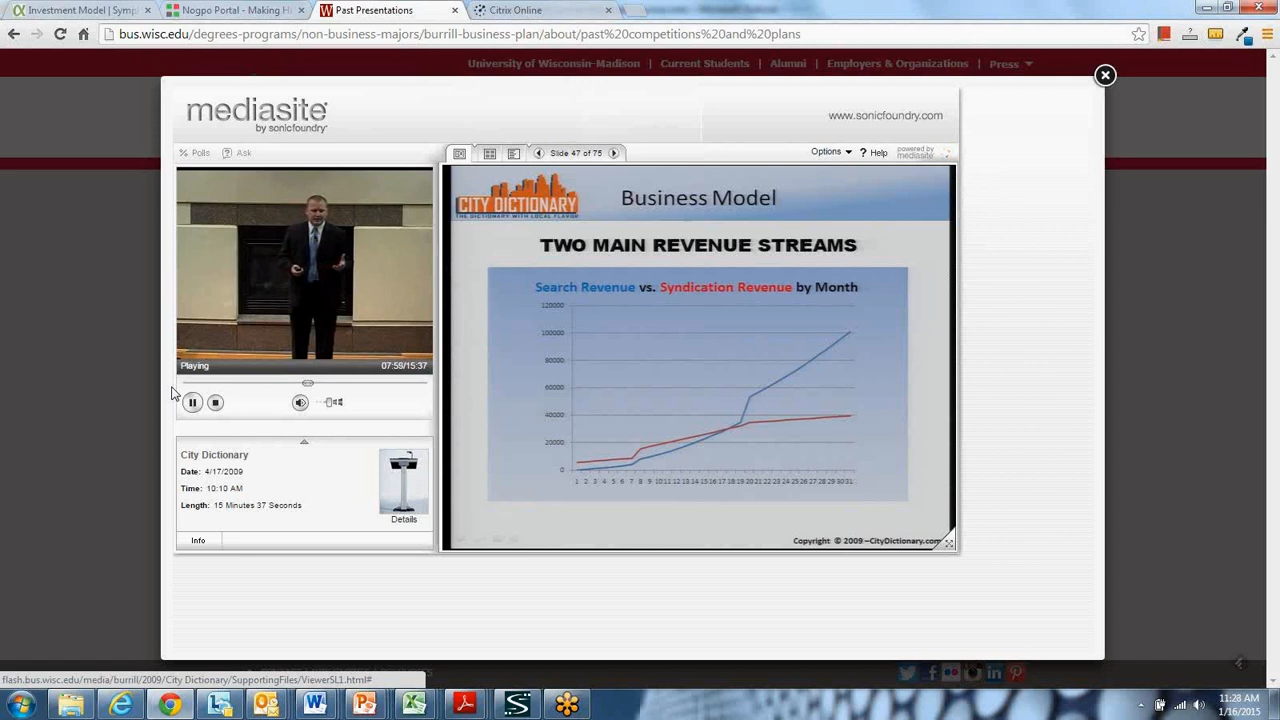 Investment Model | Symp
Nogpo Portal - Making H
Past Presentations
Citrix Online
bus.wisc.edu/degrees-programs/non-business-majors/burrill-business-plan/about/past%20competitions%20and%20plans
University of Wisconsin-Madison
Current Students
Alumni
Employers & Organizations
Press
mediasite
by sonicfoundry
www.sonicfoundry.com
Polls
Ask
Slide 47 of 75
Options
? Help
powered by
mediasite
CITY DICTIONARY
THE DICTIONARY WITH LOCAL FLAVOR
Business Model
TWO MAIN REVENUE STREAMS
Search Revenue vs. Syndication Revenue by Month
120000
100000
80000
60000
40000
20000
0
1 2 3 4 5 6 7 8 9 10 11 12 13 14 15 16 17 18 19 20 21 22 23 24 25 26 27 28 29 30 31
Copyright © 2009 –CityDictionary.com
Playing
07:59/15:37
City Dictionary
Date: 4/17/2009
Time: 10:10 AM
Length: 15 Minutes 37 Seconds
Details
Info
flash.bus.wisc.edu/media/burrill/2009/City Dictionary/SupportingFiles/ViewerSL1.html#
11:28 AM
1/16/2015